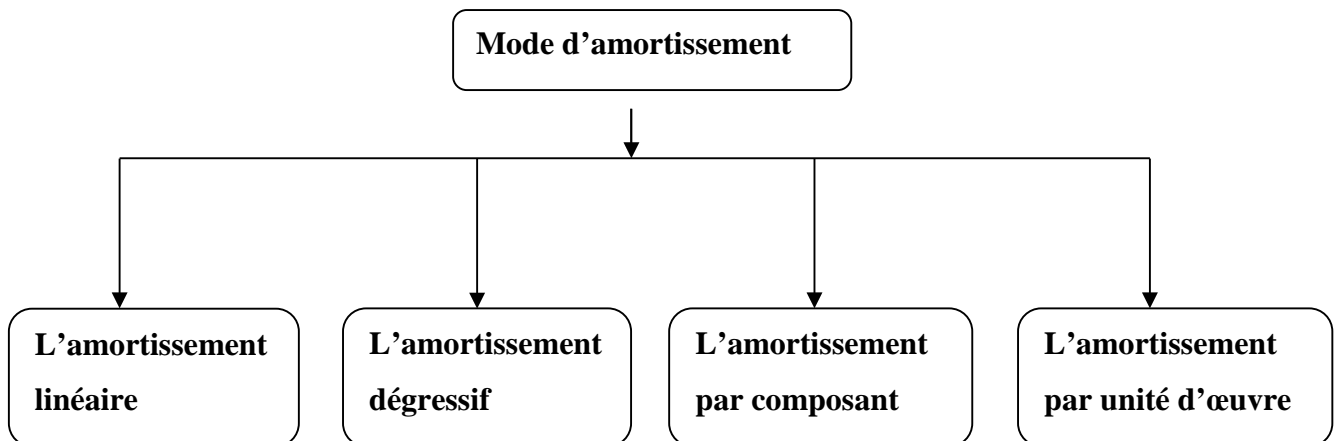 Mode d’amortissement
L’amortissement
linéaire
L’amortissement
dégressif
L’amortissement
par composant
L’amortissement
par unité d’œuvre